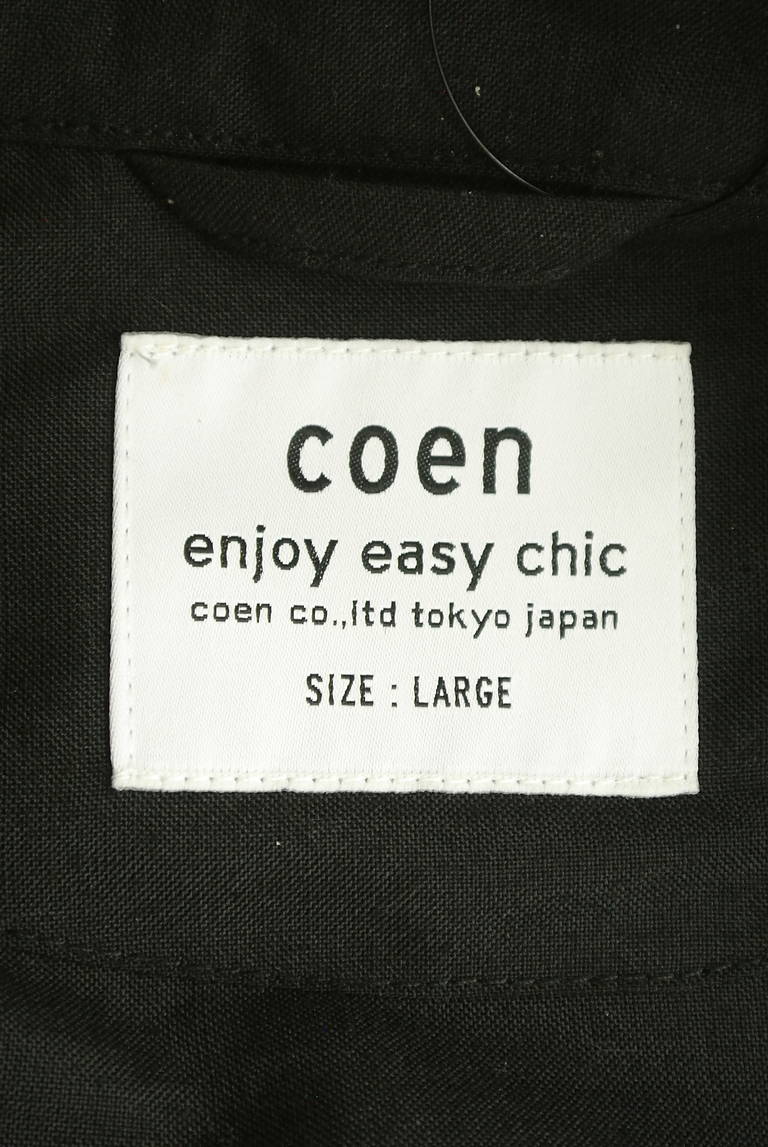 coen
enjoy easy chic
coen co.,ltd tokyo japan
SIZE : LARGE